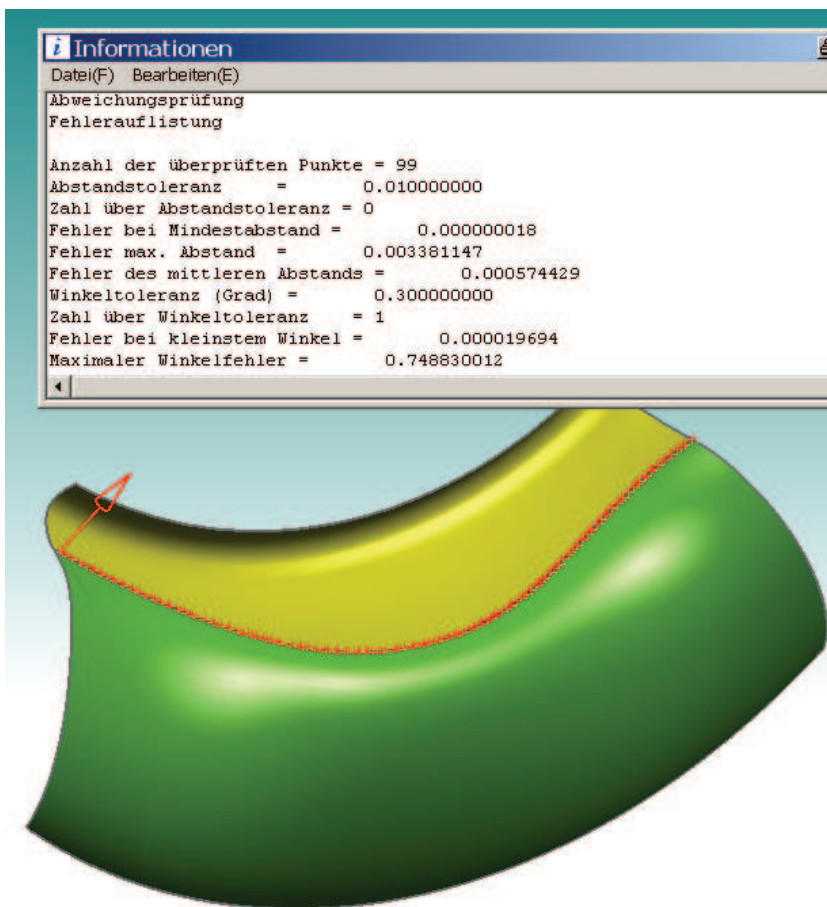 Informationen
Datei(F) Bearbeiten(E)
Abweichungsprüfung
Fehlerauflistung
Anzahl der überprüften Punkte = 99
Abstandstoleranz = 0.010000000
Zahl über Abstandstoleranz = 0
Fehler bei Mindestabstand = 0.000000018
Fehler max. Abstand = 0.003381147
Fehler des mittleren Abstands = 0.000574429
Winkeltoleranz (Grad) = 0.300000000
Zahl über Winkeltoleranz = 1
Fehler bei kleinstem Winkel = 0.000019694
Maximaler Winkelfehler = 0.748830012